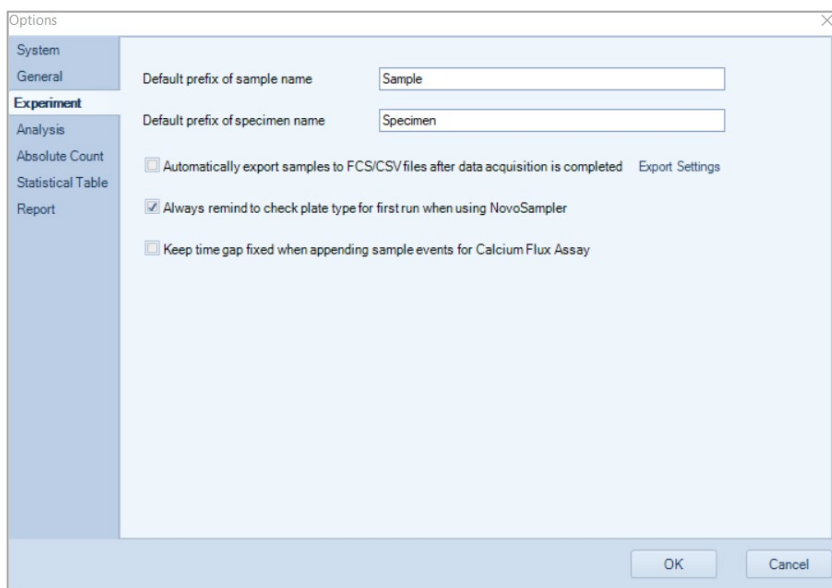 Options
System
General
Experiment
Analysis
Absolute Count
Statistical Table
Report
Default prefix of sample name
Sample
Default prefix of specimen name
Specimen
Automatically export samples to FCS/CSV files after data acquisition is completed Export Settings
Always remind to check plate type for first run when using NovoSampler
Keep time gap fixed when appending sample events for Calcium Flux Assay
OK Cancel